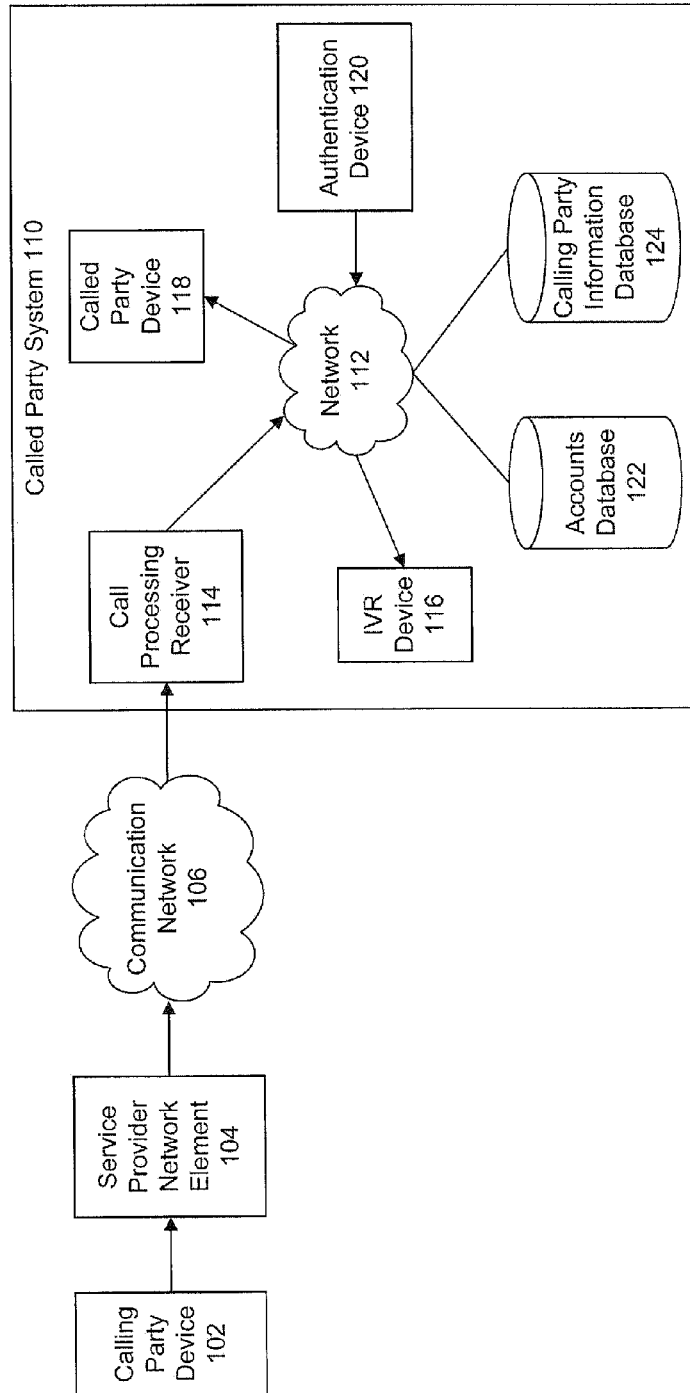 Calling
Party
Device
102
Service
Provider
Network
Element
104
Communication
Network
106
Called Party System 110
Call
Processing
Receiver
114
Called
Party
Device
118
Network
112
IVR
Device
116
Authentication
Device 120
Accounts
Database
122
Calling Party
Information
Database
124